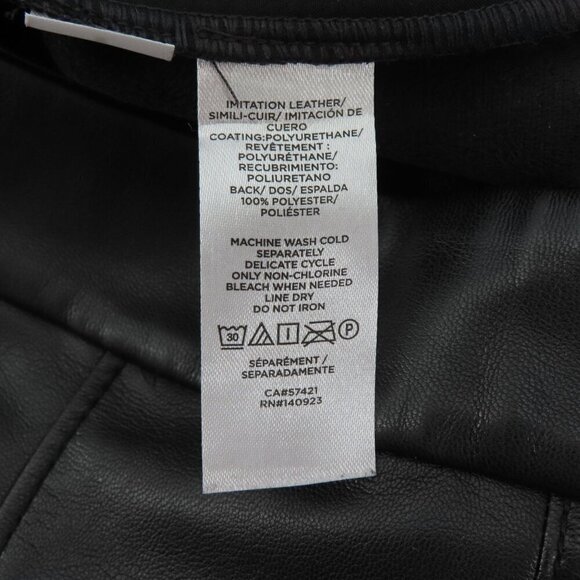 IMITATION LEATHER/
SIMILI-CUIR/ IMITACIÓN DE
CUERO
COATING:POLYURETHANE/
REVÊTEMENT :
POLYURÉTHANE/
RECUBRIMIENTO:
POLIURETANO
BACK/ DOS/ ESPALDA
100% POLYESTER/
POLIÉSTER
MACHINE WASH COLD
SEPARATELY
DELICATE CYCLE
ONLY NON-CHLORINE
BLEACH WHEN NEEDED
LINE DRY
DO NOT IRON
30 P
SÉPARÉMENT/
SEPARADAMENTE
CA#57421
RN#140923